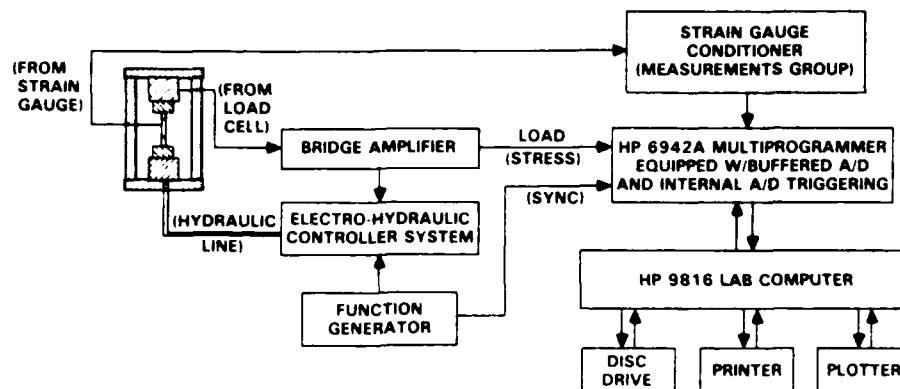 STRAIN GAUGE
CONDITIONER
(MEASUREMENTS GROUP)
(FROM
STRAIN
GAUGE)
(FROM
LOAD
CELL)
BRIDGE AMPLIFIER
LOAD
(STRESS)
HP 6942A MULTIPROGRAMMER
EQUIPPED W/BUFFERED A/D
AND INTERNAL A/D TRIGGERING
(SYNC)
(HYDRAULIC
LINE)
ELECTRO-HYDRAULIC
CONTROLLER SYSTEM
HP 9816 LAB COMPUTER
FUNCTION
GENERATOR
DISC
DRIVE
PRINTER
PLOTTER